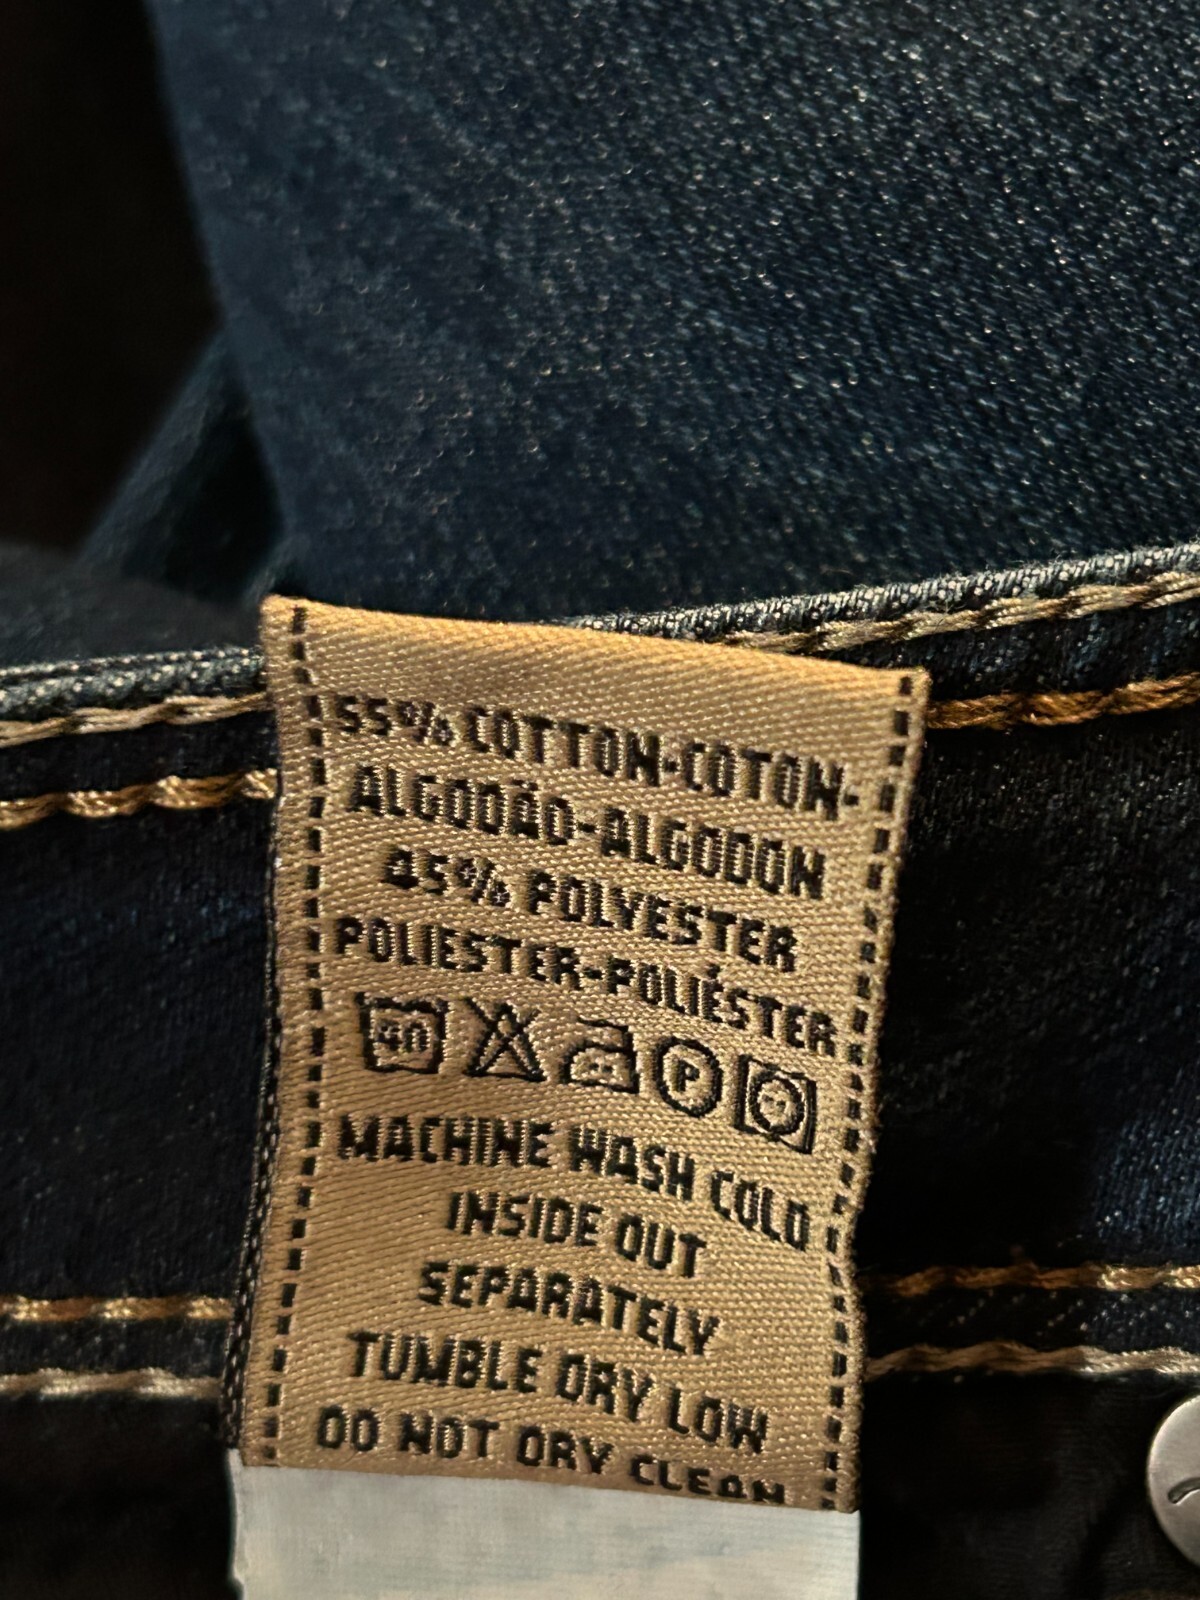 55% COTTON-COTON-
ALGODÃO-ALGODON
45% POLYESTER
POLIESTER-POLIÉSTER
40 P
MACHINE WASH COLD
INSIDE OUT
SEPARATELY
TUMBLE DRY LOW
DO NOT DRY CLEAN